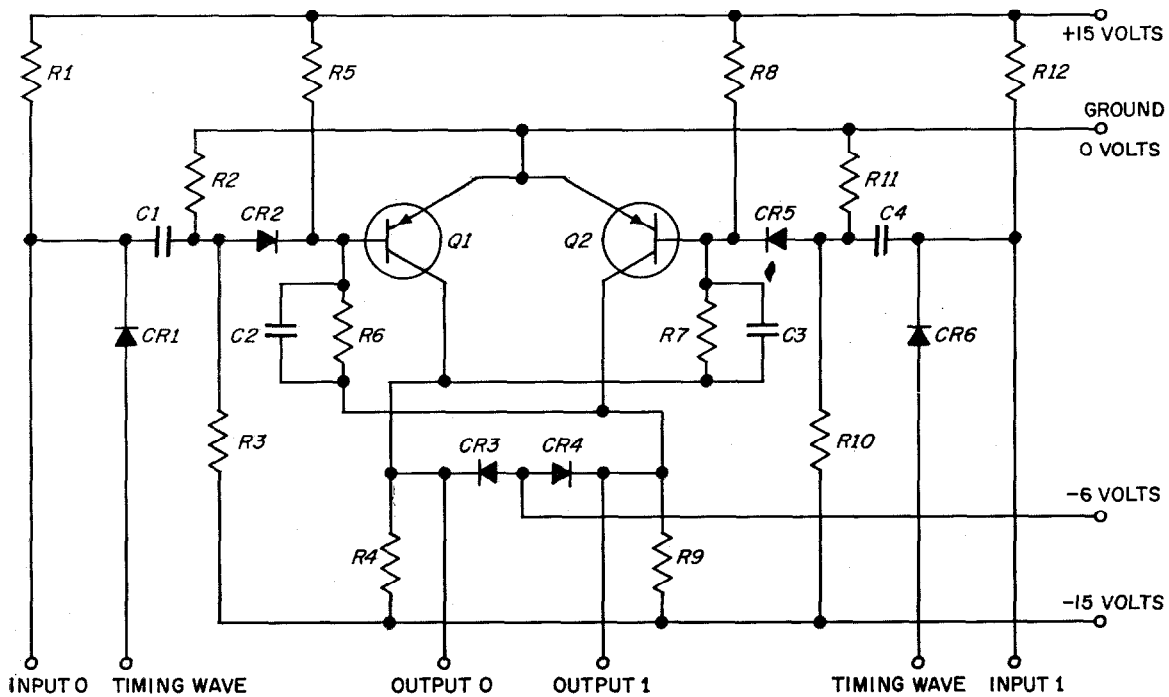 +15 VOLTS
R1
R5
R8
R12
GROUND
0 VOLTS
R2
R11
C1
CR2
Q1
Q2
CR5
C4
CR1
C2
R6
R7
C3
CR6
R3
CR3
CR4
R10
-6 VOLTS
R4
R9
-15 VOLTS
INPUT 0
TIMING WAVE
OUTPUT 0
OUTPUT 1
TIMING WAVE
INPUT 1